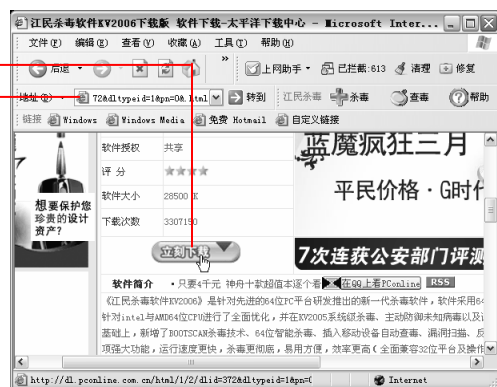 江民杀毒软件KV2006下载版 软件下载-太平洋下载中心 - Microsoft Inter...
文件(F) 编辑(E) 查看(V) 收藏(A) 工具(T) 帮助(H)
后退 » 上网助手 已拦截:613 清理 修复
地址(D) 72&dltypeid=1&pn=0&.html 转到 江民杀毒 杀毒 查毒 帮助
链接 Windows Windows Media 免费 Hotmail 自定义链接
想要保护您
珍贵的设计
资产?
软件授权 共享
评 分 ★★★★
软件大小 28500 K
下载次数 3307190
立刻下载
蓝魔疯狂三月
平民价格·G时
7次连获公安部门评测
软件简介 ·只要4千元 神舟十款超值本逐个看 在QQ上看PConline RSS
《江民杀毒软件KV2006》是针对先进的64位PC平台研发推出的新一代杀毒软件，软件采用64
针对intel与AMD64位CPU进行了全面优化，并在KV2005系统级杀毒、主动防御未知病毒以及
基础上，新增了BOOTSCAN杀毒技术、64位智能杀毒、插入移动设备自动查毒、漏洞扫描、反
项强大功能，运行速度更快，杀毒更彻底，易用方便，效率更高（全面兼容32位平台及操作
http://dl.pconline.com.cn/html/1/2/dlid=372&dltypeid=1&pn=( Internet